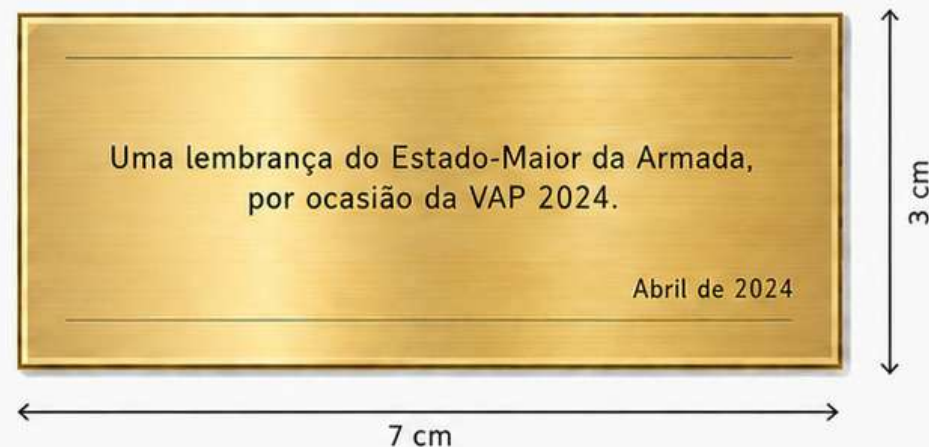 Uma lembrança do Estado-Maior da Armada,
por ocasião da VAP 2024.
Abril de 2024
3 cm
7 cm